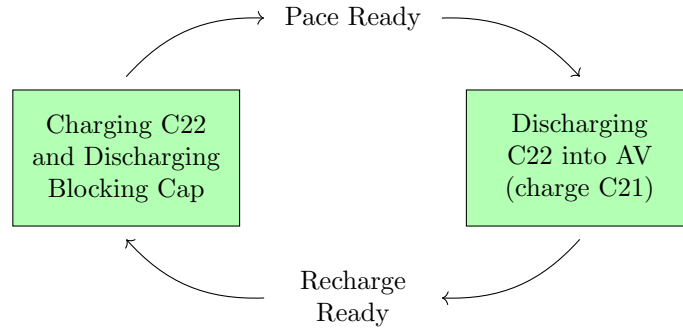 Pace Ready
Charging C22
and Discharging
Blocking Cap
Discharging
C22 into AV
(charge C21)
Recharge
Ready